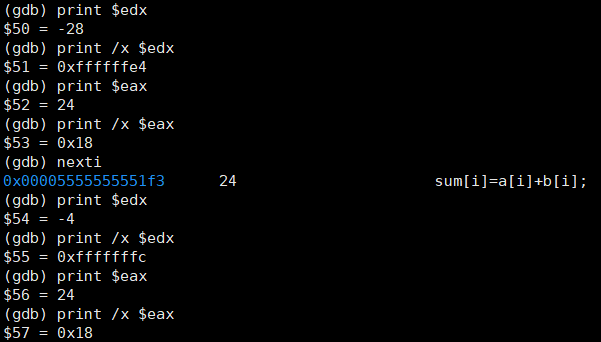 (gdb) print $edx
$50 = -28
(gdb) print /x $edx
$51 = 0xffffffe4
(gdb) print $eax
$52 = 24
(gdb) print /x $eax
$53 = 0x18
(gdb) nexti
0x00005555555551f3 24 sum[i]=a[i]+b[i];
(gdb) print $edx
$54 = -4
(gdb) print /x $edx
$55 = 0xfffffffc
(gdb) print $eax
$56 = 24
(gdb) print /x $eax
$57 = 0x18